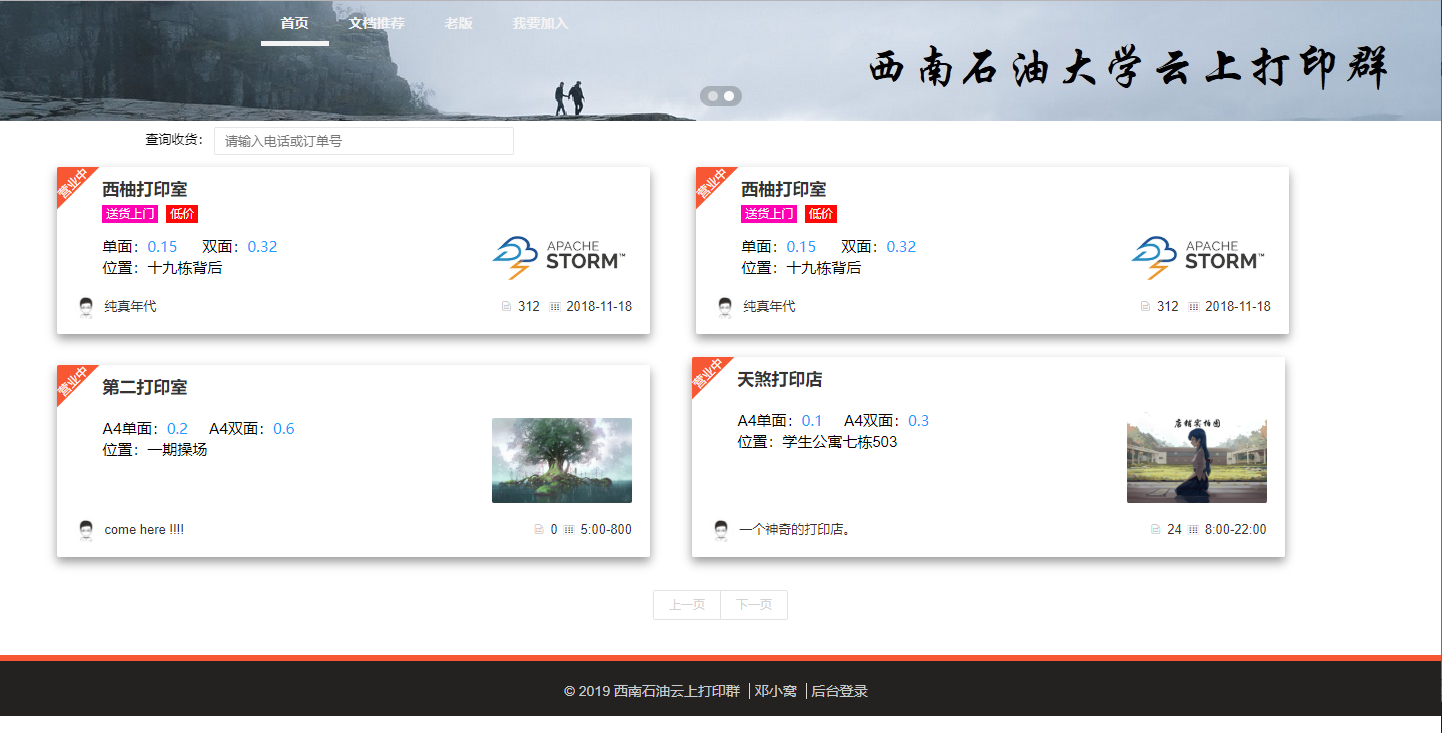 首页 文档推荐 老版 我要加入
西南石油大学云上打印群
查询收货： 请输入电话或订单号
营业中
西柚打印室
送货上门 低价
单面：0.15 双面：0.32
位置：十九栋背后
APACHE
STORM™
纯真年代 312 2018-11-18
营业中
西柚打印室
送货上门 低价
单面：0.15 双面：0.32
位置：十九栋背后
APACHE
STORM™
纯真年代 312 2018-11-18
营业中
第二打印室
A4单面：0.2 A4双面：0.6
位置：一期操场
come here !!!! 0 5:00-800
营业中
天煞打印店
A4单面：0.1 A4双面：0.3
位置：学生公寓七栋503
店铺实拍图
一个神奇的打印店。 24 8:00-22:00
上一页 下一页
© 2019 西南石油云上打印群 | 邓小窝 | 后台登录